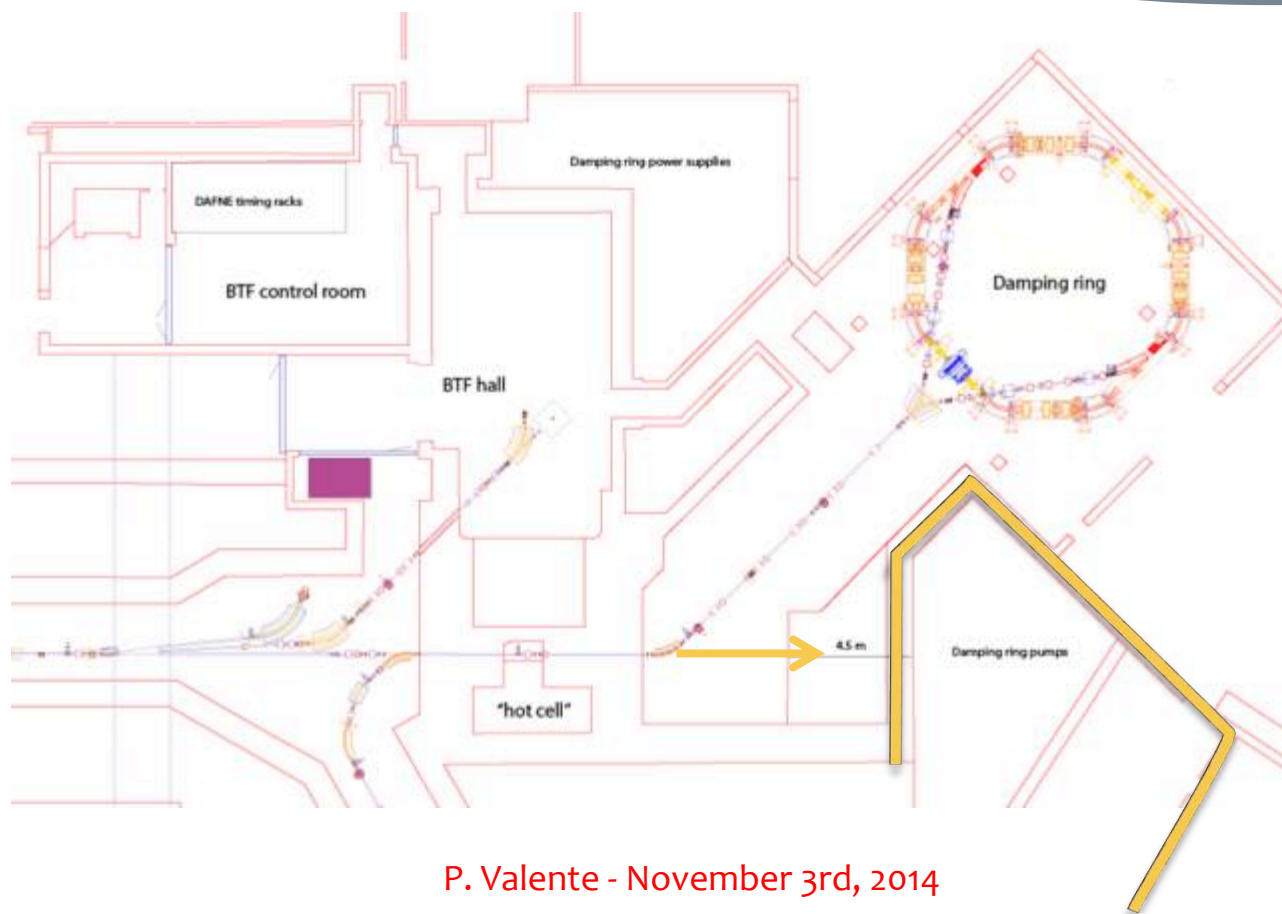 Damping ring power supplies
DAFNE timing racks
BTF control room
Damping ring
BTF hall
4.5 m
Damping ring pumps
"hot cell"
P. Valente - November 3rd, 2014